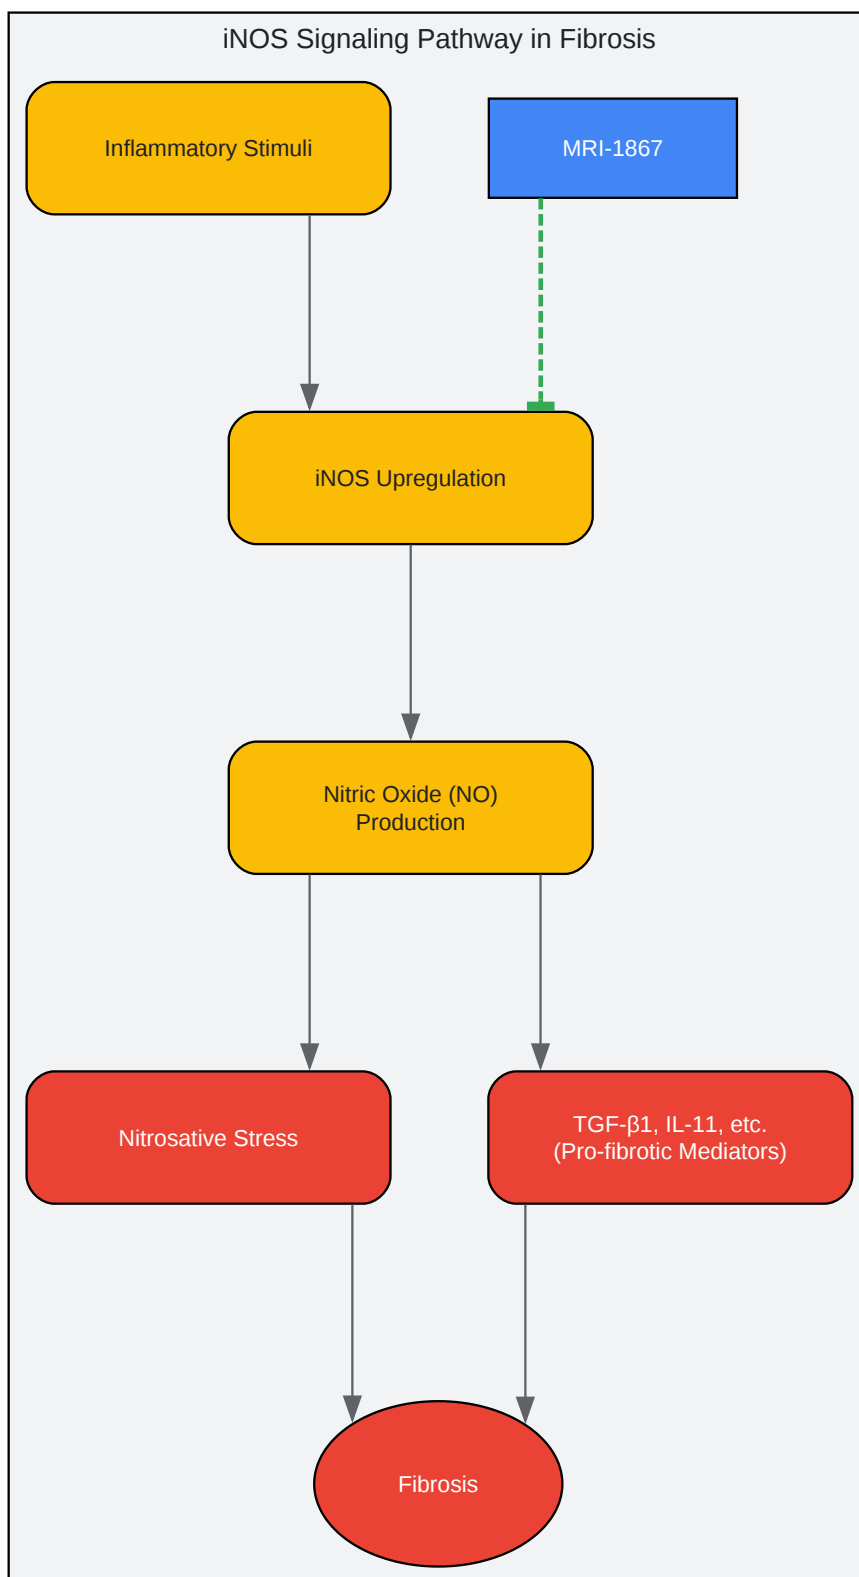 iNOS Signaling Pathway in Fibrosis
Inflammatory Stimuli
MRI-1867
iNOS Upregulation
Nitric Oxide (NO)
Production
Nitrosative Stress
TGF-β1, IL-11, etc.
(Pro-fibrotic Mediators)
Fibrosis